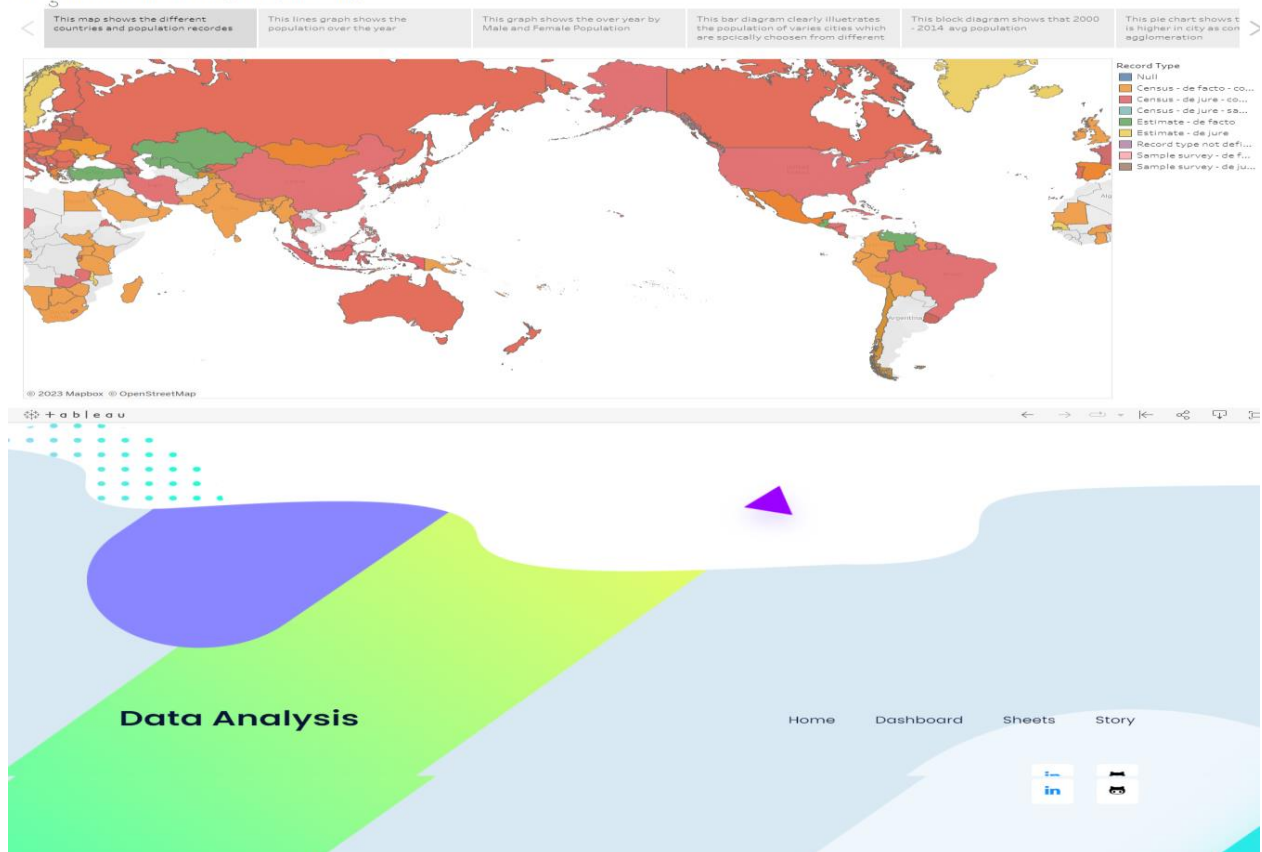 This map shows the different
countries and population recordes
This lines graph shows the
population over the year
This graph shows the over year by
Male and Female Population
This bar diagram clearly illuetrates
the population of varies cities which
are spcically choosen from different
This block diagram shows that 2000
- 2014 avg population
This pie chart shows t
is higher in city as con
agglomeration
Record Type
Null
Census - de facto - co...
Census - de jure - co...
Census - de jure - sa...
Estimate - de facto
Estimate - de jure
Record type not defi...
Sample survey - de f...
Sample survey - de ju...
Argentina
© 2023 Mapbox © OpenStreetMap
+ a b | e a u
Data Analysis
Home Dashboard Sheets Story
in